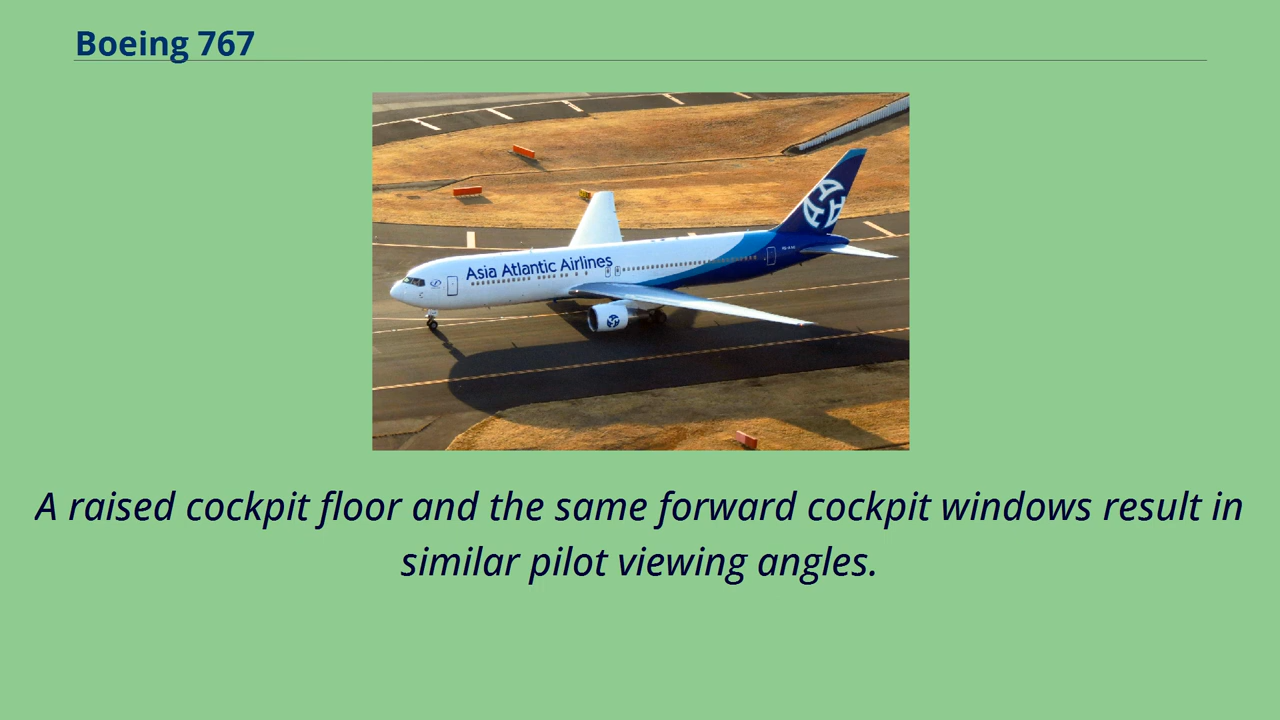 Boeing 767
Asia Atlantic Airlines
A raised cockpit floor and the same forward cockpit windows result in
similar pilot viewing angles.